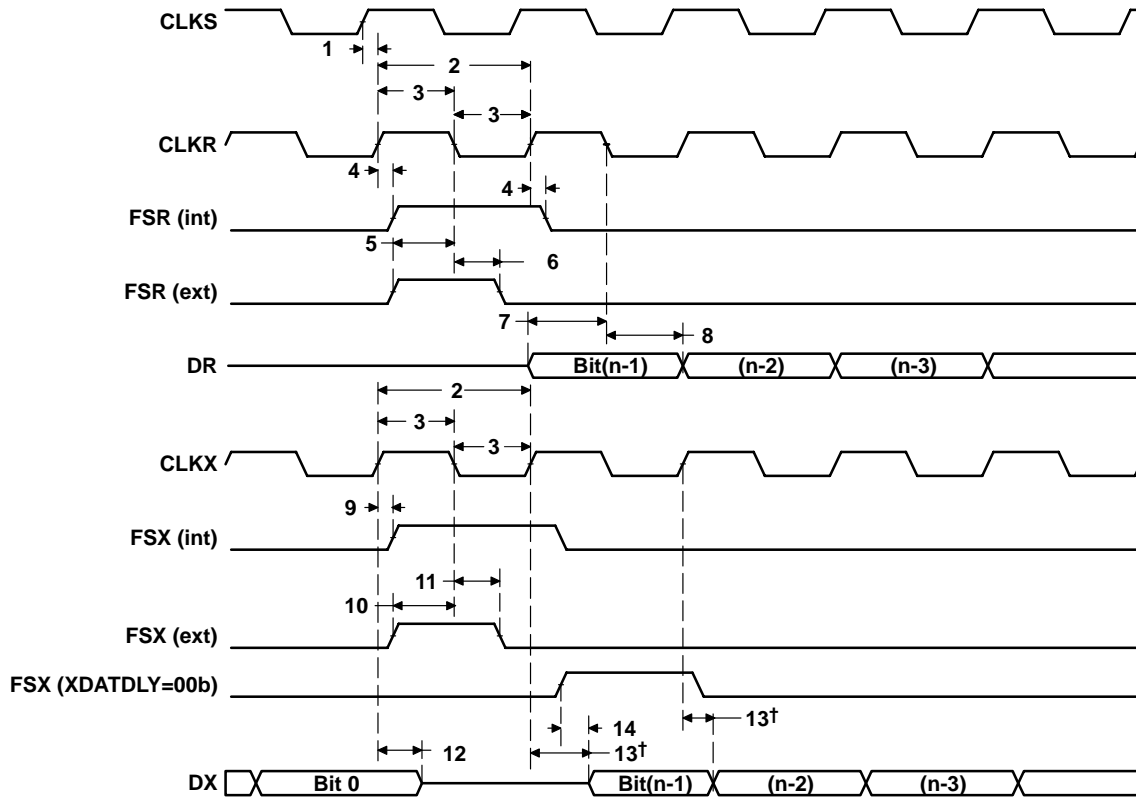 CLKS
1
2
3
3
CLKR
4
4
FSR (int)
5
6
FSR (ext)
7
8
DR
Bit(n-1)
(n-2)
(n-3)
2
3
3
CLKX
9
FSX (int)
11
10
FSX (ext)
FSX (XDATDLY=00b)
13†
14
12
13†
DX
Bit 0
Bit(n-1)
(n-2)
(n-3)